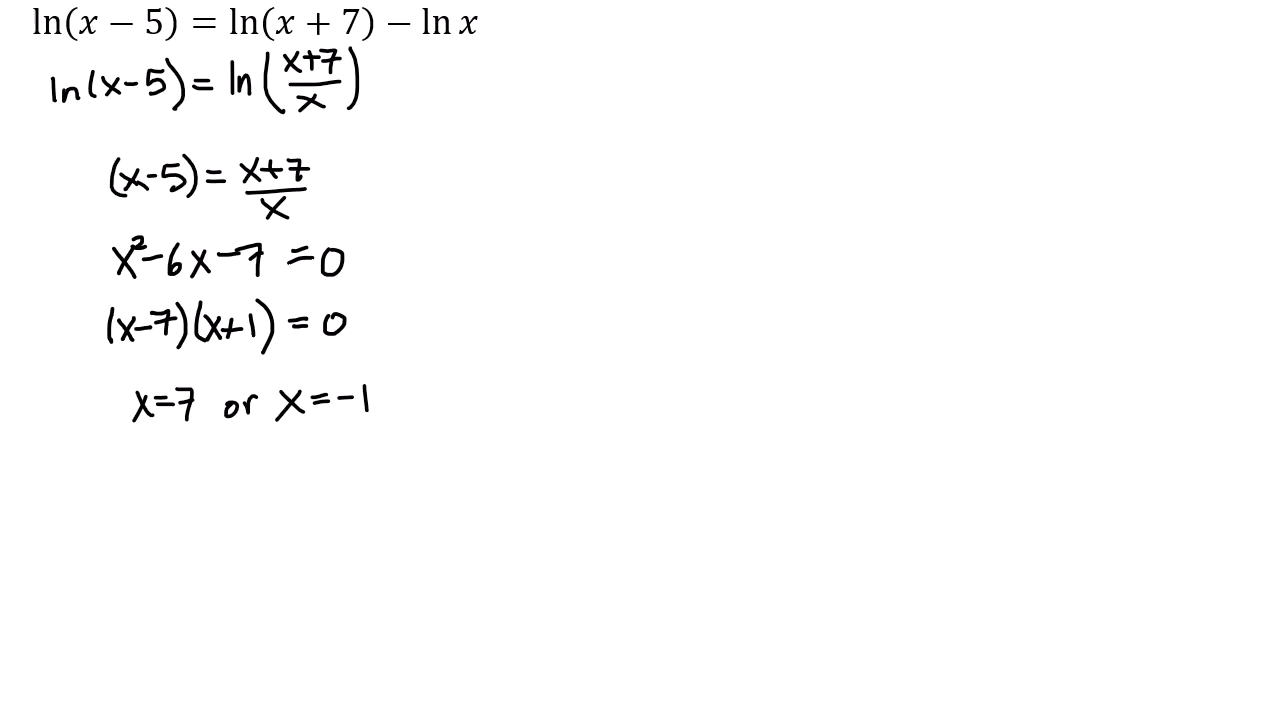 ln(x − 5) = ln(x + 7) − ln x
ln(x-5) = ln((x+7)/x)
(x-5) = (x+7)/x
x²-6x-7=0
(x-7)(x+1)=0
x=7 or x=-1